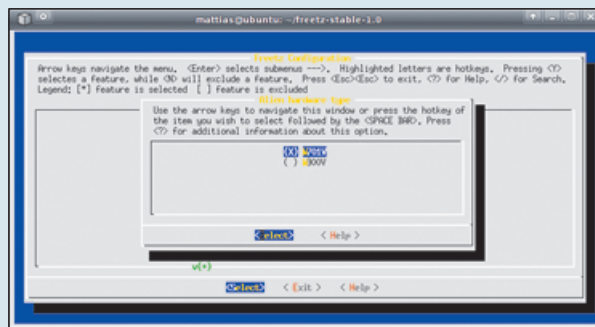 mattias@ubuntu: ~/freetz-stable-1.0
Freetz Configuration
Arrow keys navigate the menu. <Enter> selects submenus --->. Highlighted letters are hotkeys. Pressing <Y>
selectes a feature, while <N> will exclude a feature. Press <Esc><Esc> to exit, <?> for Help, </> for Search.
Legend: [*] feature is selected [ ] feature is excluded
Alien hardware type
Use the arrow keys to navigate this window or press the hotkey of
the item you wish to select followed by the <SPACE BAR>. Press
<?> for additional information about this option.
(X)
( )
<Select> < Help >
v(+)
<Select> < Exit > < Help >